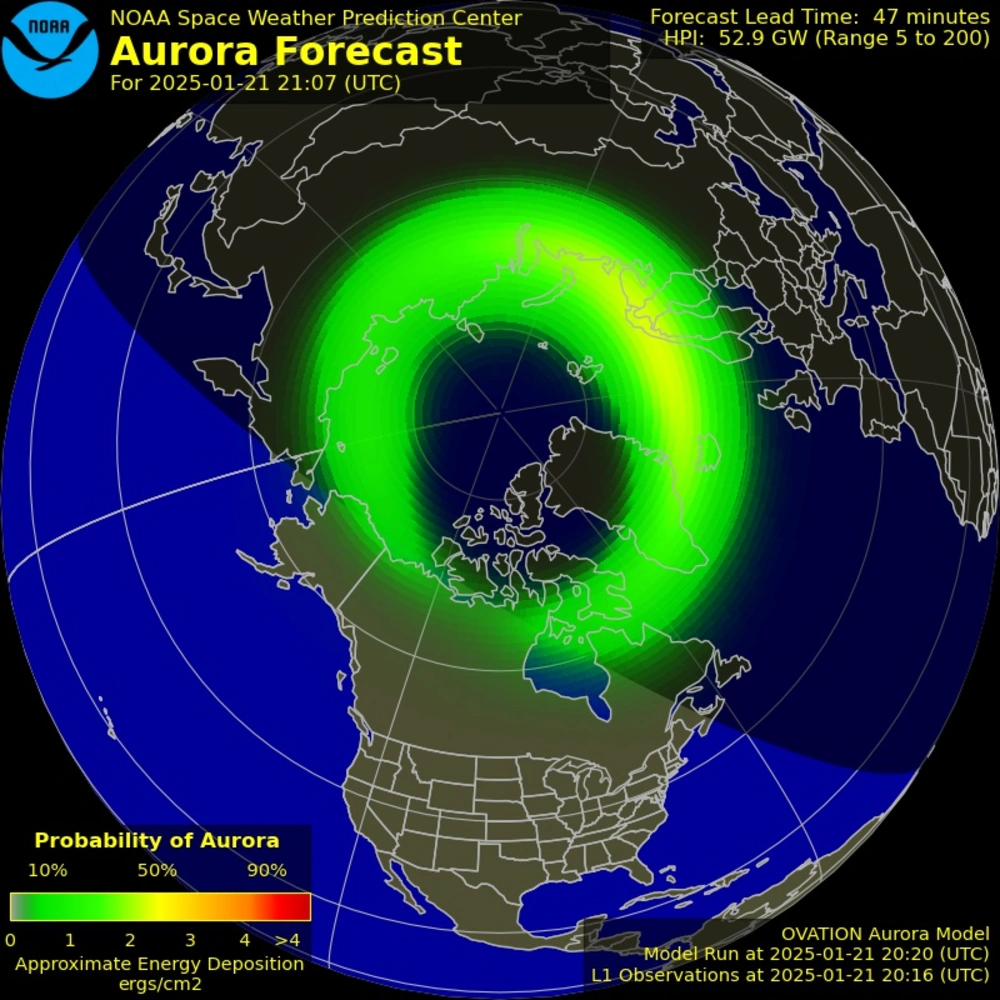 NOAA
NOAA Space Weather Prediction Center
Aurora Forecast
For 2025-01-21 21:07 (UTC)
Forecast Lead Time: 47 minutes
HPI: 52.9 GW (Range 5 to 200)
Probability of Aurora
10% 50% 90%
0 1 2 3 4 >4
Approximate Energy Deposition
ergs/cm2
OVATION Aurora Model
Model Run at 2025-01-21 20:20 (UTC)
L1 Observations at 2025-01-21 20:16 (UTC)